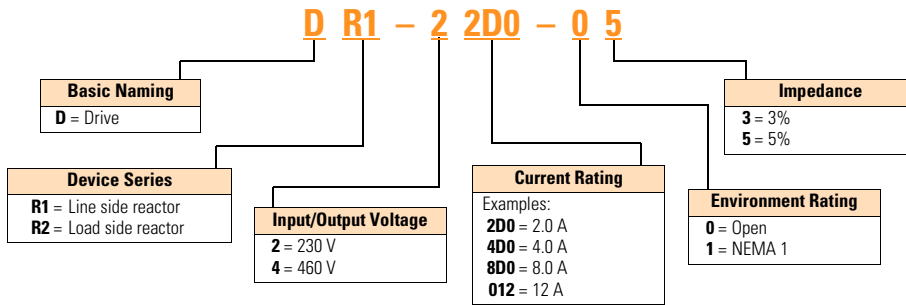 D R1 – 2 2D0 – 0 5
Basic Naming
D = Drive
Device Series
R1 = Line side reactor
R2 = Load side reactor
Input/Output Voltage
2 = 230 V
4 = 460 V
Current Rating
Examples:
2D0 = 2.0 A
4D0 = 4.0 A
8D0 = 8.0 A
012 = 12 A
Environment Rating
0 = Open
1 = NEMA 1
Impedance
3 = 3%
5 = 5%